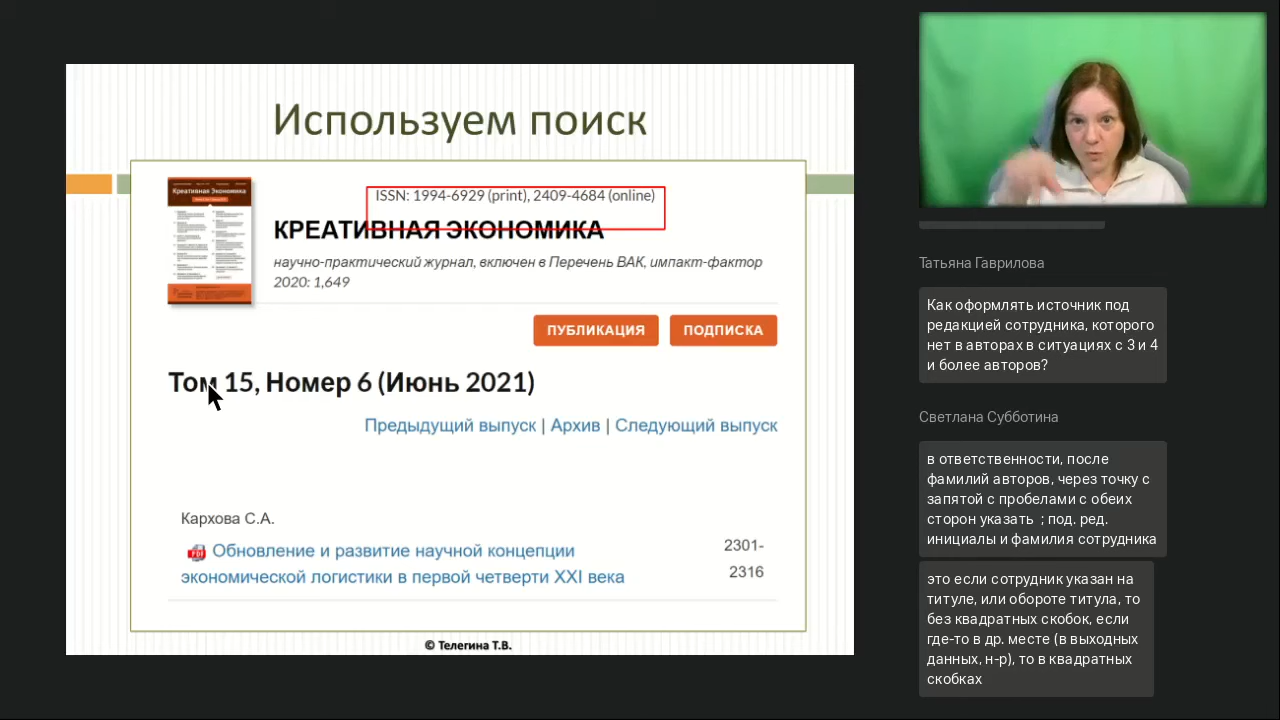 Используем поиск
Креативная Экономика
ISSN: 1994-6929 (print), 2409-4684 (online)
КРЕАТИВНАЯ ЭКОНОМИКА
научно-практический журнал, включен в Перечень ВАК, импакт-фактор
2020: 1,649
ПУБЛИКАЦИЯ
ПОДПИСКА
Том 15, Номер 6 (Июнь 2021)
Предыдущий выпуск | Архив | Следующий выпуск
Кархова С.А.
PDF Обновление и развитие научной концепции
экономической логистики в первой четверти XXI века
2301-
2316
© Телегина Т.В.
Татьяна Гаврилова
Как оформлять источник под
редакцией сотрудника, которого
нет в авторах в ситуациях с 3 и 4
и более авторов?
Светлана Субботина
в ответственности, после
фамилий авторов, через точку с
запятой с пробелами с обеих
сторон указать ; под. ред.
инициалы и фамилия сотрудника
это если сотрудник указан на
титуле, или обороте титула, то
без квадратных скобок, если
где-то в др. месте (в выходных
данных, н-р), то в квадратных
скобках